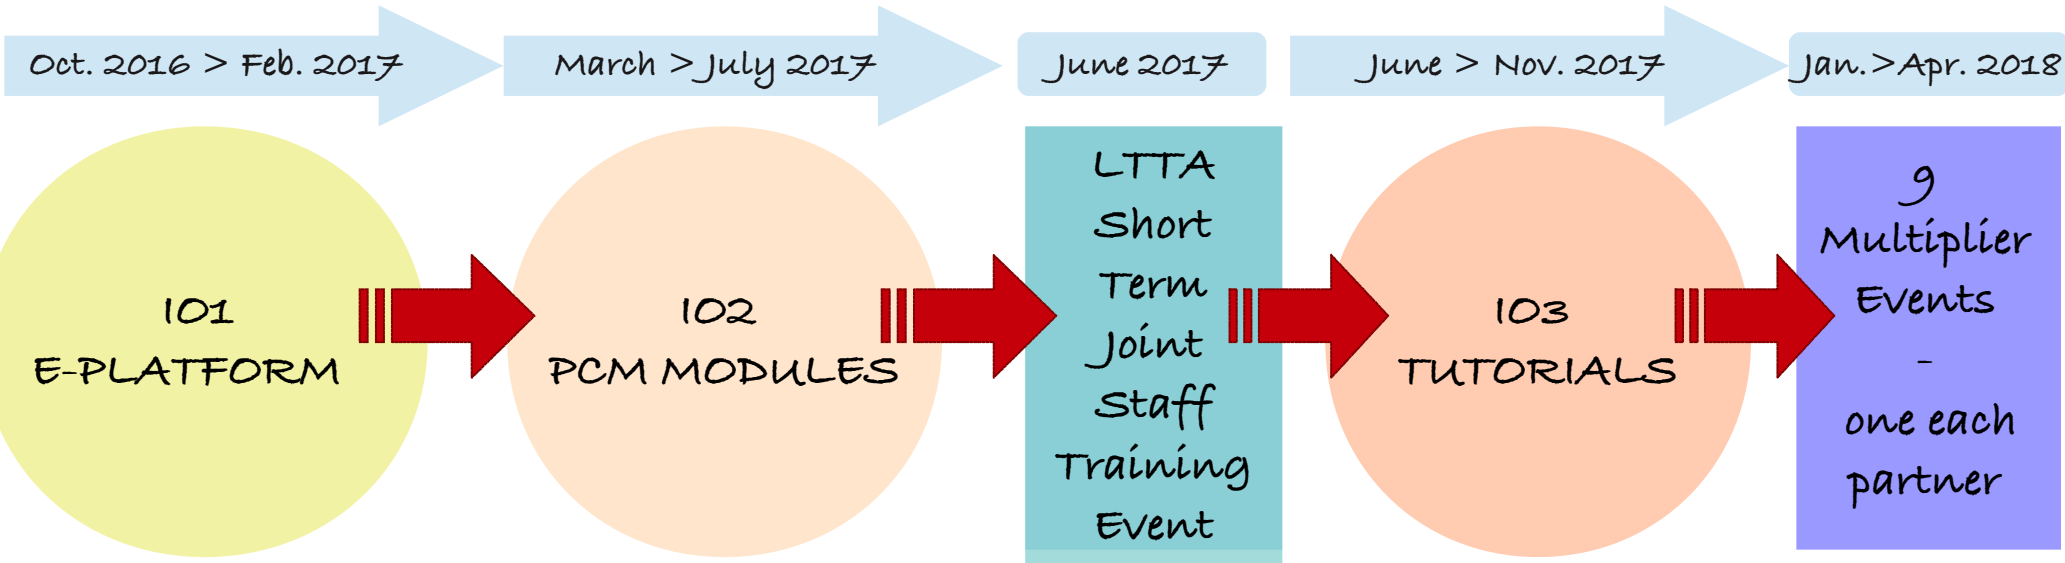 Oct. 2016 > Feb. 2017
March > July 2017
June 2017
June > Nov. 2017
Jan.>Apr. 2018
IO1
E-PLATFORM
IO2
PCM MODULES
LTTA
Short
Term
Joint
Staff
Training
Event
IO3
TUTORIALS
9
Multiplier
Events
-
one each
partner